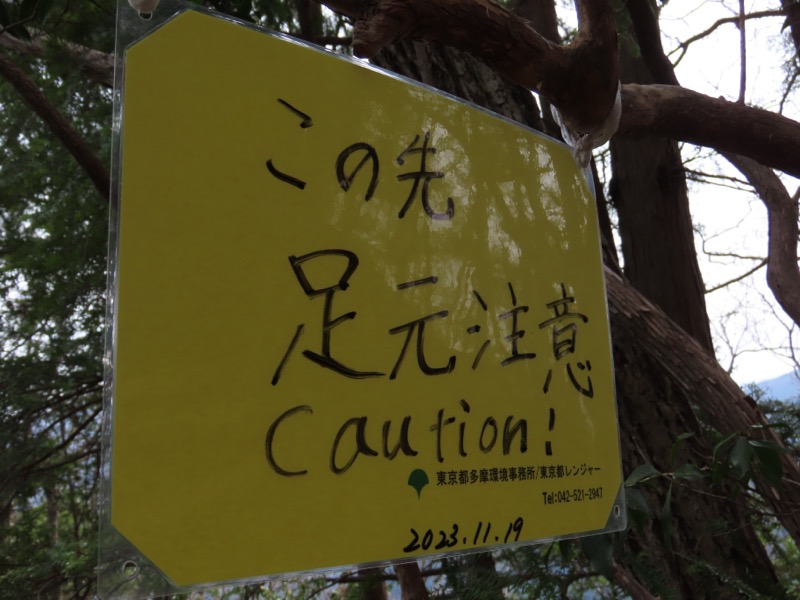 この先
足元注意
Caution!
東京都多摩環境事務所/東京都レンジャー
Tel:042-521-2947
2023.11.19